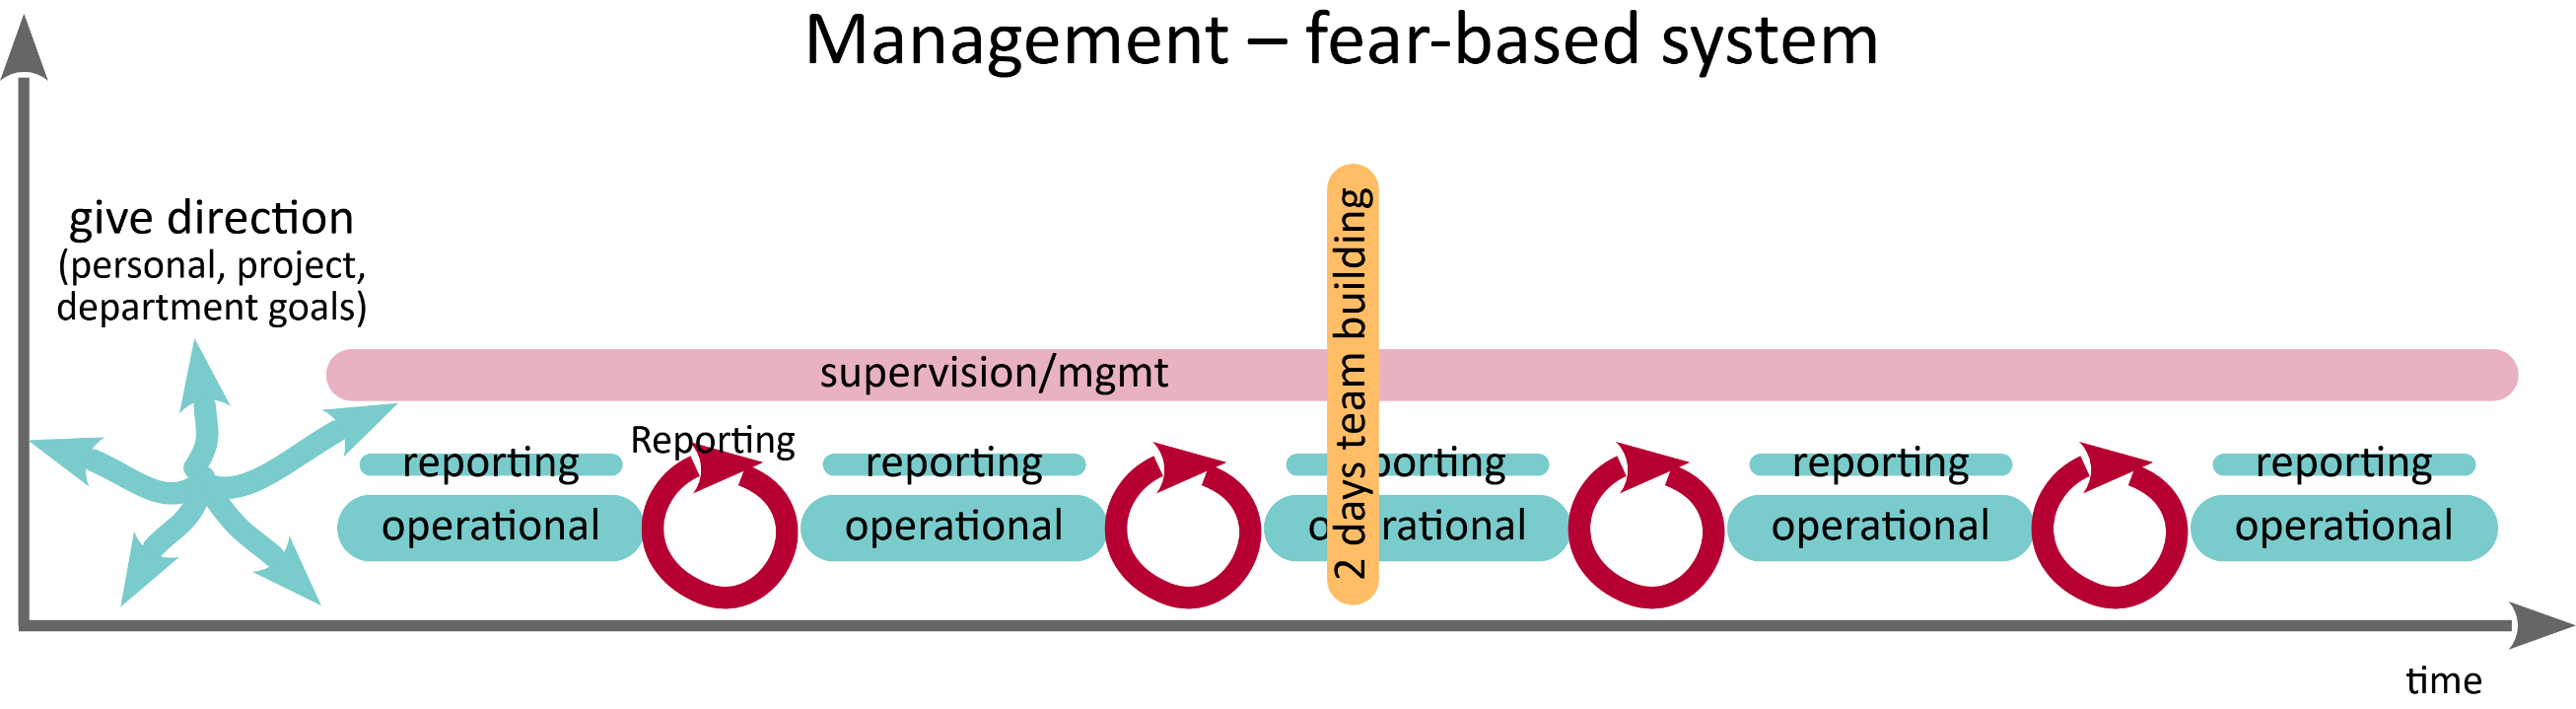 Management – fear-based system
give direction
(personal, project,
department goals)
supervision/mgmt
2 days team building
Reporting
reporting
reporting
porting
reporting
reporting
operational
operational
o rational
operational
operational
time